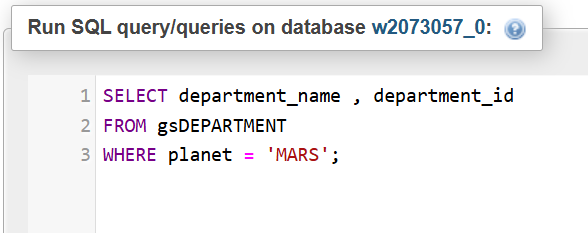 Run SQL query/queries on database w2073057_0:
1 SELECT department_name , department_id
2 FROM gsDEPARTMENT
3 WHERE planet = 'MARS';